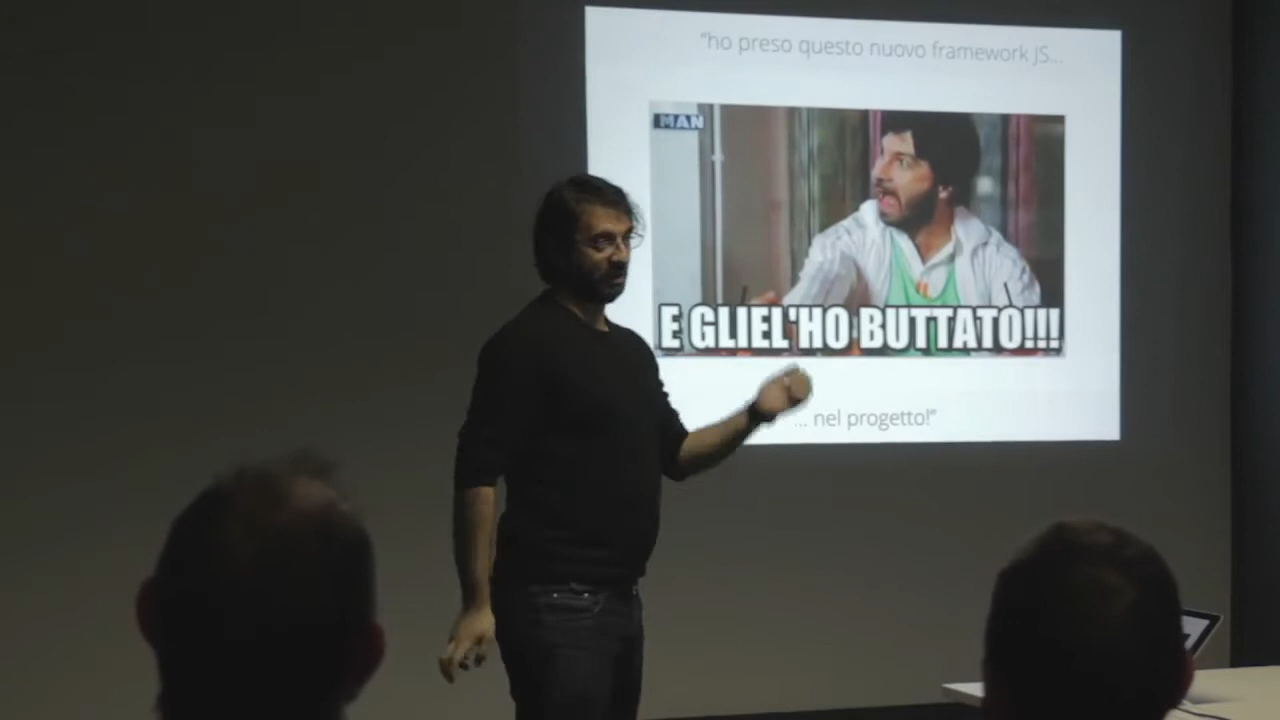 “ho preso questo nuovo framework JS...
MAN
E GLIEL'HO BUTTATO!!!
... nel progetto!”